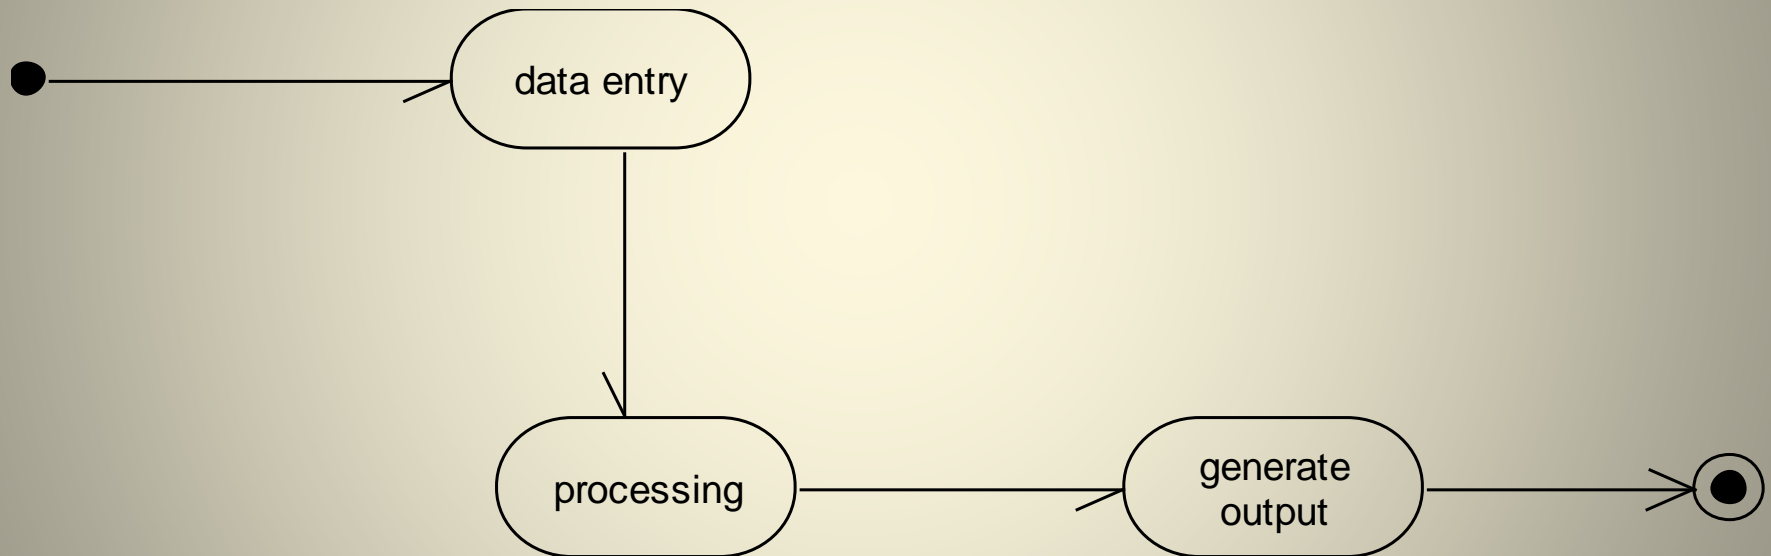 data entry
processing
generate
output